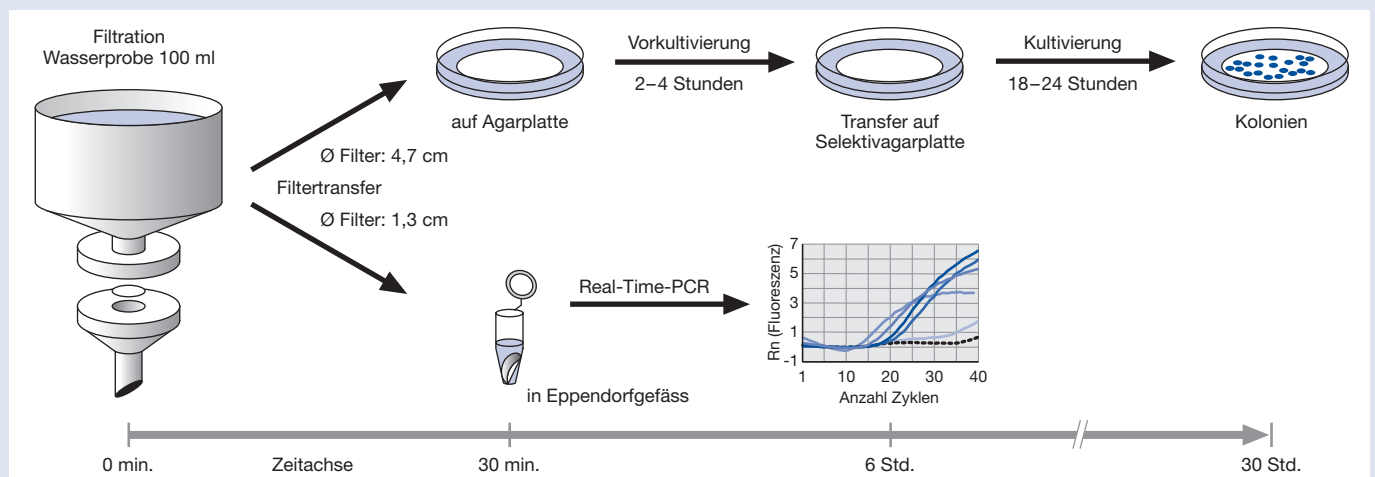 Filtration
Wasserprobe 100 ml
Ø Filter: 4,7 cm
Filtertransfer
Ø Filter: 1,3 cm
auf Agarplatte
Vorkultivierung
2–4 Stunden
Transfer auf
Selektivagarplatte
Kultivierung
18–24 Stunden
Kolonien
in Eppendorfgefäss
Real-Time-PCR
Rn (Fluoreszenz)
7
5
3
1
-1
1 10 20 30 40
Anzahl Zyklen
0 min. Zeitachse 30 min. 6 Std. 30 Std.